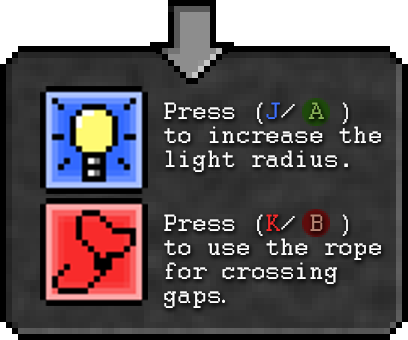 Press (J/ A )
to increase the
light radius.
Press (K/ B )
to use the rope
for crossing
gaps.